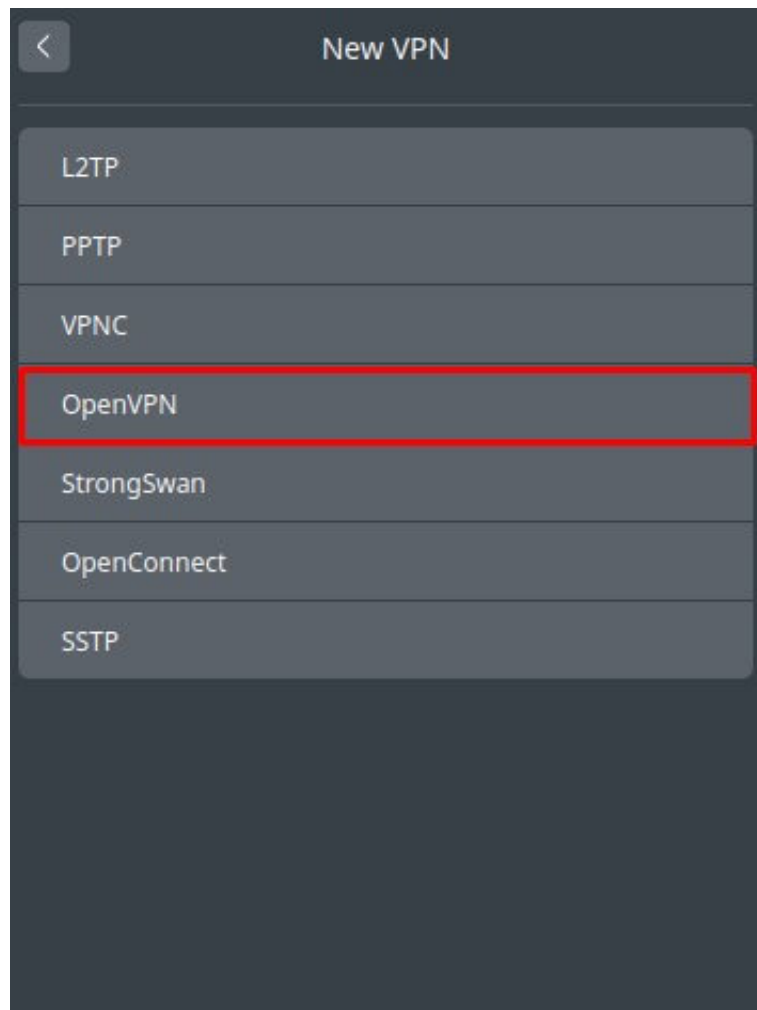 New VPN
L2TP
PPTP
VPNC
OpenVPN
StrongSwan
OpenConnect
SSTP